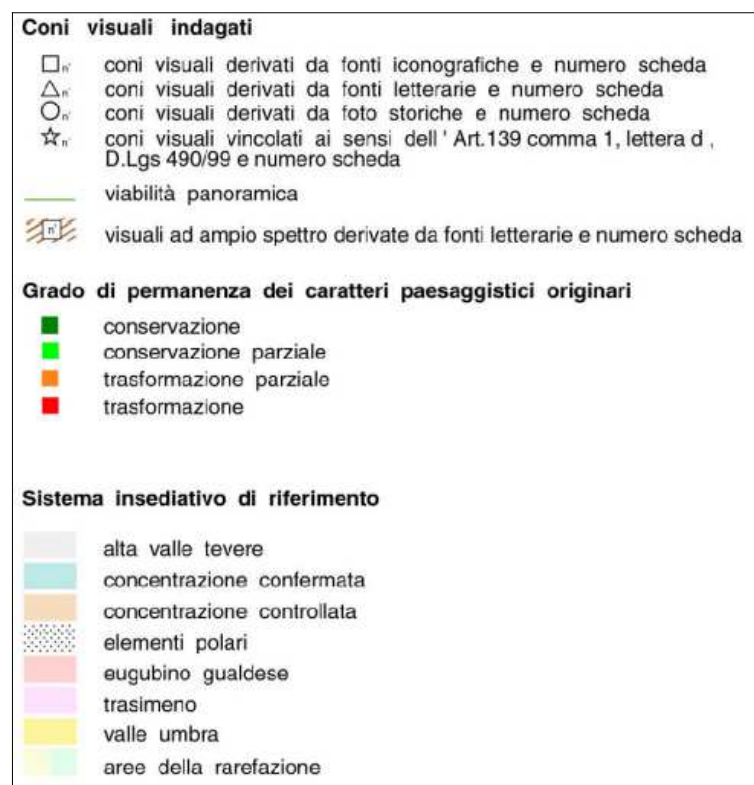 Coni visuali indagati
n° coni visuali derivati da fonti iconografiche e numero scheda
n° coni visuali derivati da fonti letterarie e numero scheda
n° coni visuali derivati da foto storiche e numero scheda
n° coni visuali vincolati ai sensi dell ' Art.139 comma 1, lettera d ,
D.Lgs 490/99 e numero scheda
viabilità panoramica
n° visuali ad ampio spettro derivate da fonti letterarie e numero scheda
Grado di permanenza dei caratteri paesaggistici originari
conservazione
conservazione parziale
trasformazione parziale
trasformazione
Sistema insediativo di riferimento
alta valle tevere
concentrazione confermata
concentrazione controllata
elementi polari
eugubino gualdese
trasimeno
valle umbra
aree della rarefazione